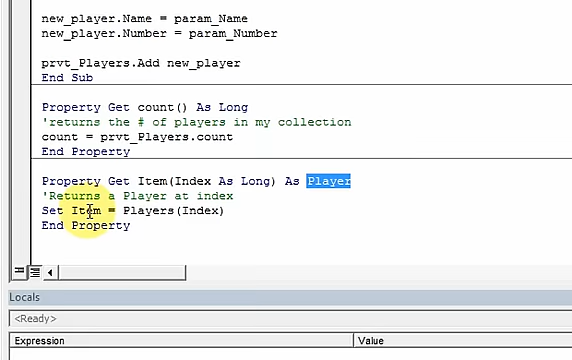 new_player.Name = param_Name
new_player.Number = param_Number
prvt_Players.Add new_player
End Sub
Property Get count() As Long
'returns the # of players in my collection
count = prvt_Players.count
End Property
Property Get Item(Index As Long) As Player
'Returns a Player at index
Set Item = Players(Index)
End Property
Locals
<Ready>
Expression Value